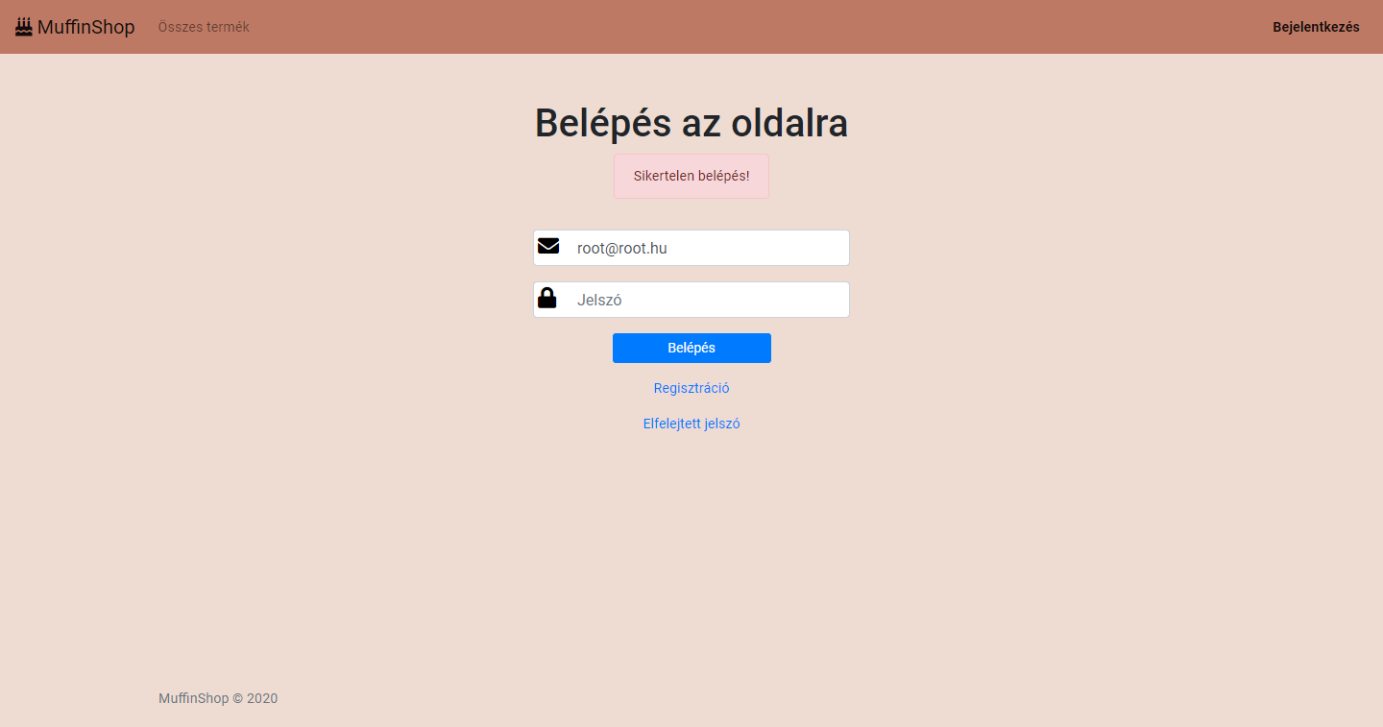 MuffinShop
Összes termék
Bejelentkezés
Belépés az oldalra
Sikertelen belépés!
root@root.hu
Jelszó
Belépés
Regisztráció
Elfelejtett jelszó
MuffinShop © 2020